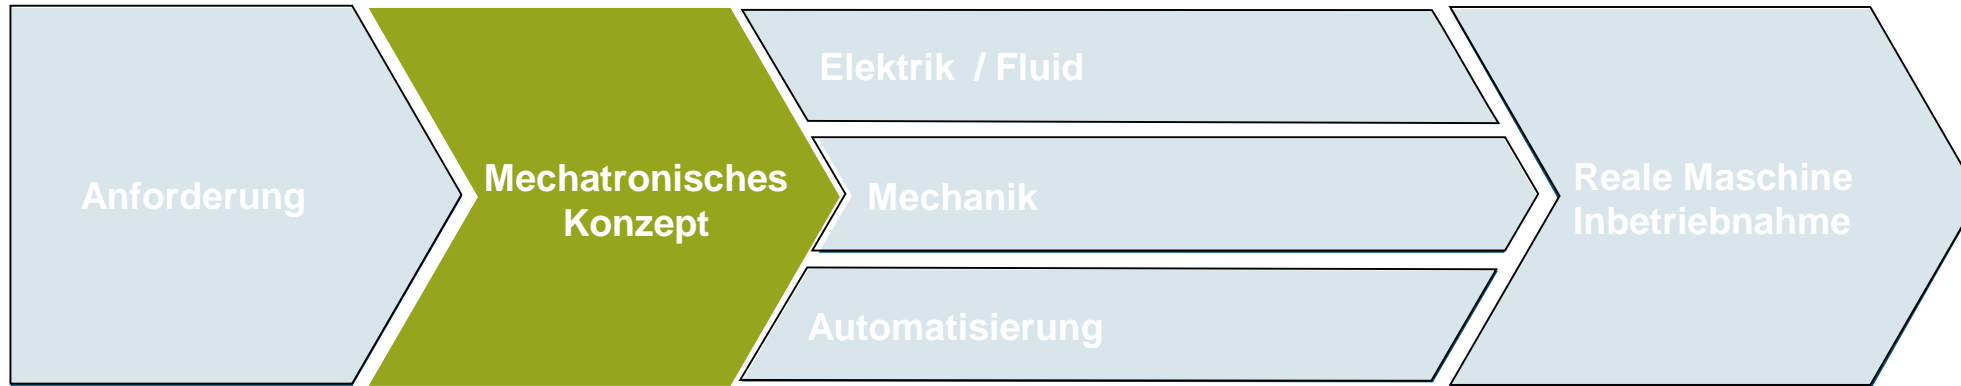 Anforderung
Mechatronisches
Konzept
Elektrik / Fluid
Mechanik
Automatisierung
Reale Maschine
Inbetriebnahme